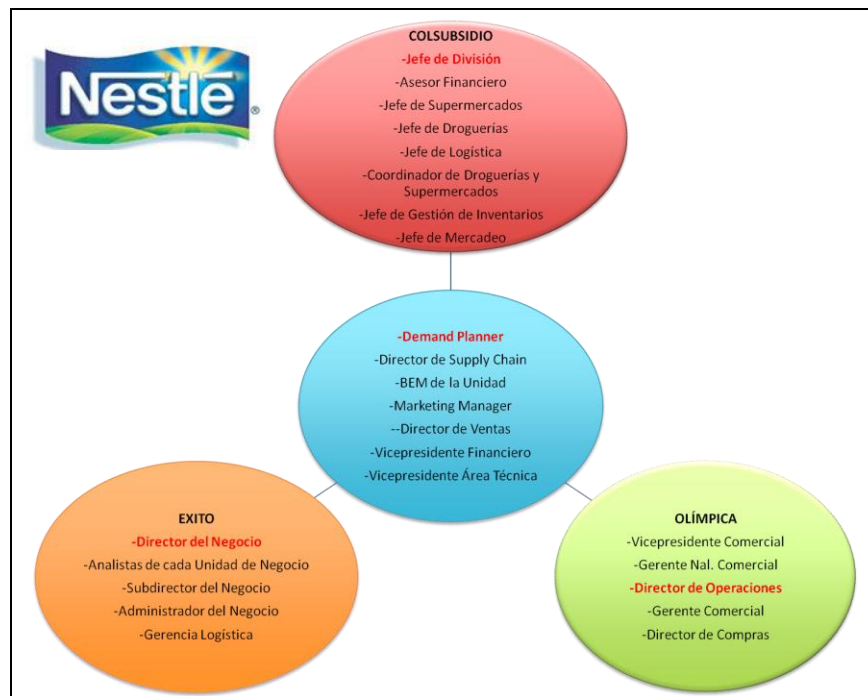 Nestlé®
COLSUBSIDIO
-Jefe de División
-Asesor Financiero
-Jefe de Supermercados
-Jefe de Droguerías
-Jefe de Logística
-Coordinador de Droguerías y
Supermercados
-Jefe de Gestión de Inventarios
-Jefe de Mercadeo
-Demand Planner
-Director de Supply Chain
-BEM de la Unidad
-Marketing Manager
--Director de Ventas
-Vicepresidente Financiero
-Vicepresidente Área Técnica
EXITO
-Director del Negocio
-Analistas de cada Unidad de Negocio
-Subdirector del Negocio
-Administrador del Negocio
-Gerencia Logística
OLÍMPICA
-Vicepresidente Comercial
-Gerente Nal. Comercial
-Director de Operaciones
-Gerente Comercial
-Director de Compras